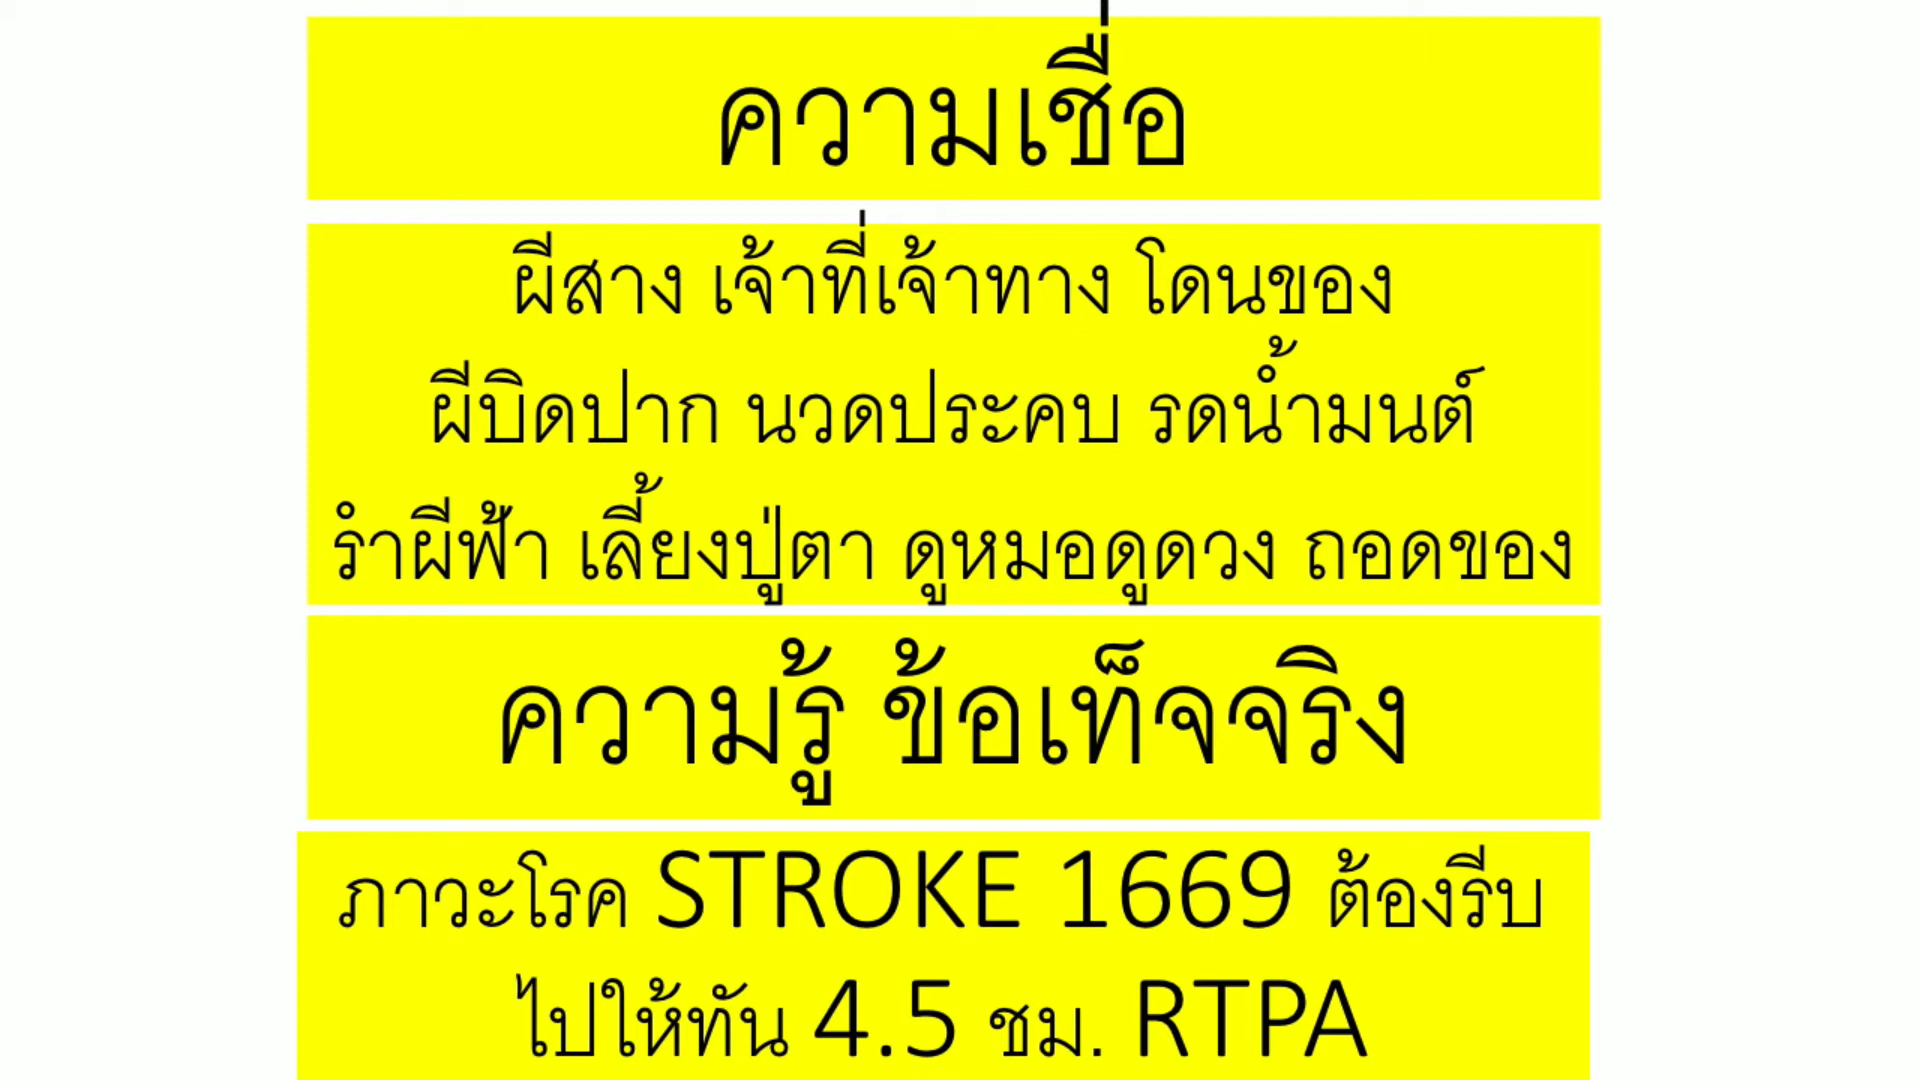 ความเชื่อ
ผีสาง เจ้าที่เจ้าทาง โดนของ
ผีบิดปาก นวดประคบ รดน้ำมนต์
รำผีฟ้า เลี้ยงปู่ตา ดูหมอดูดวง ถอดของ
ความรู้ ข้อเท็จจริง
ภาวะโรค STROKE 1669 ต้องรีบ
ไปให้ทัน 4.5 ชม. RTPA